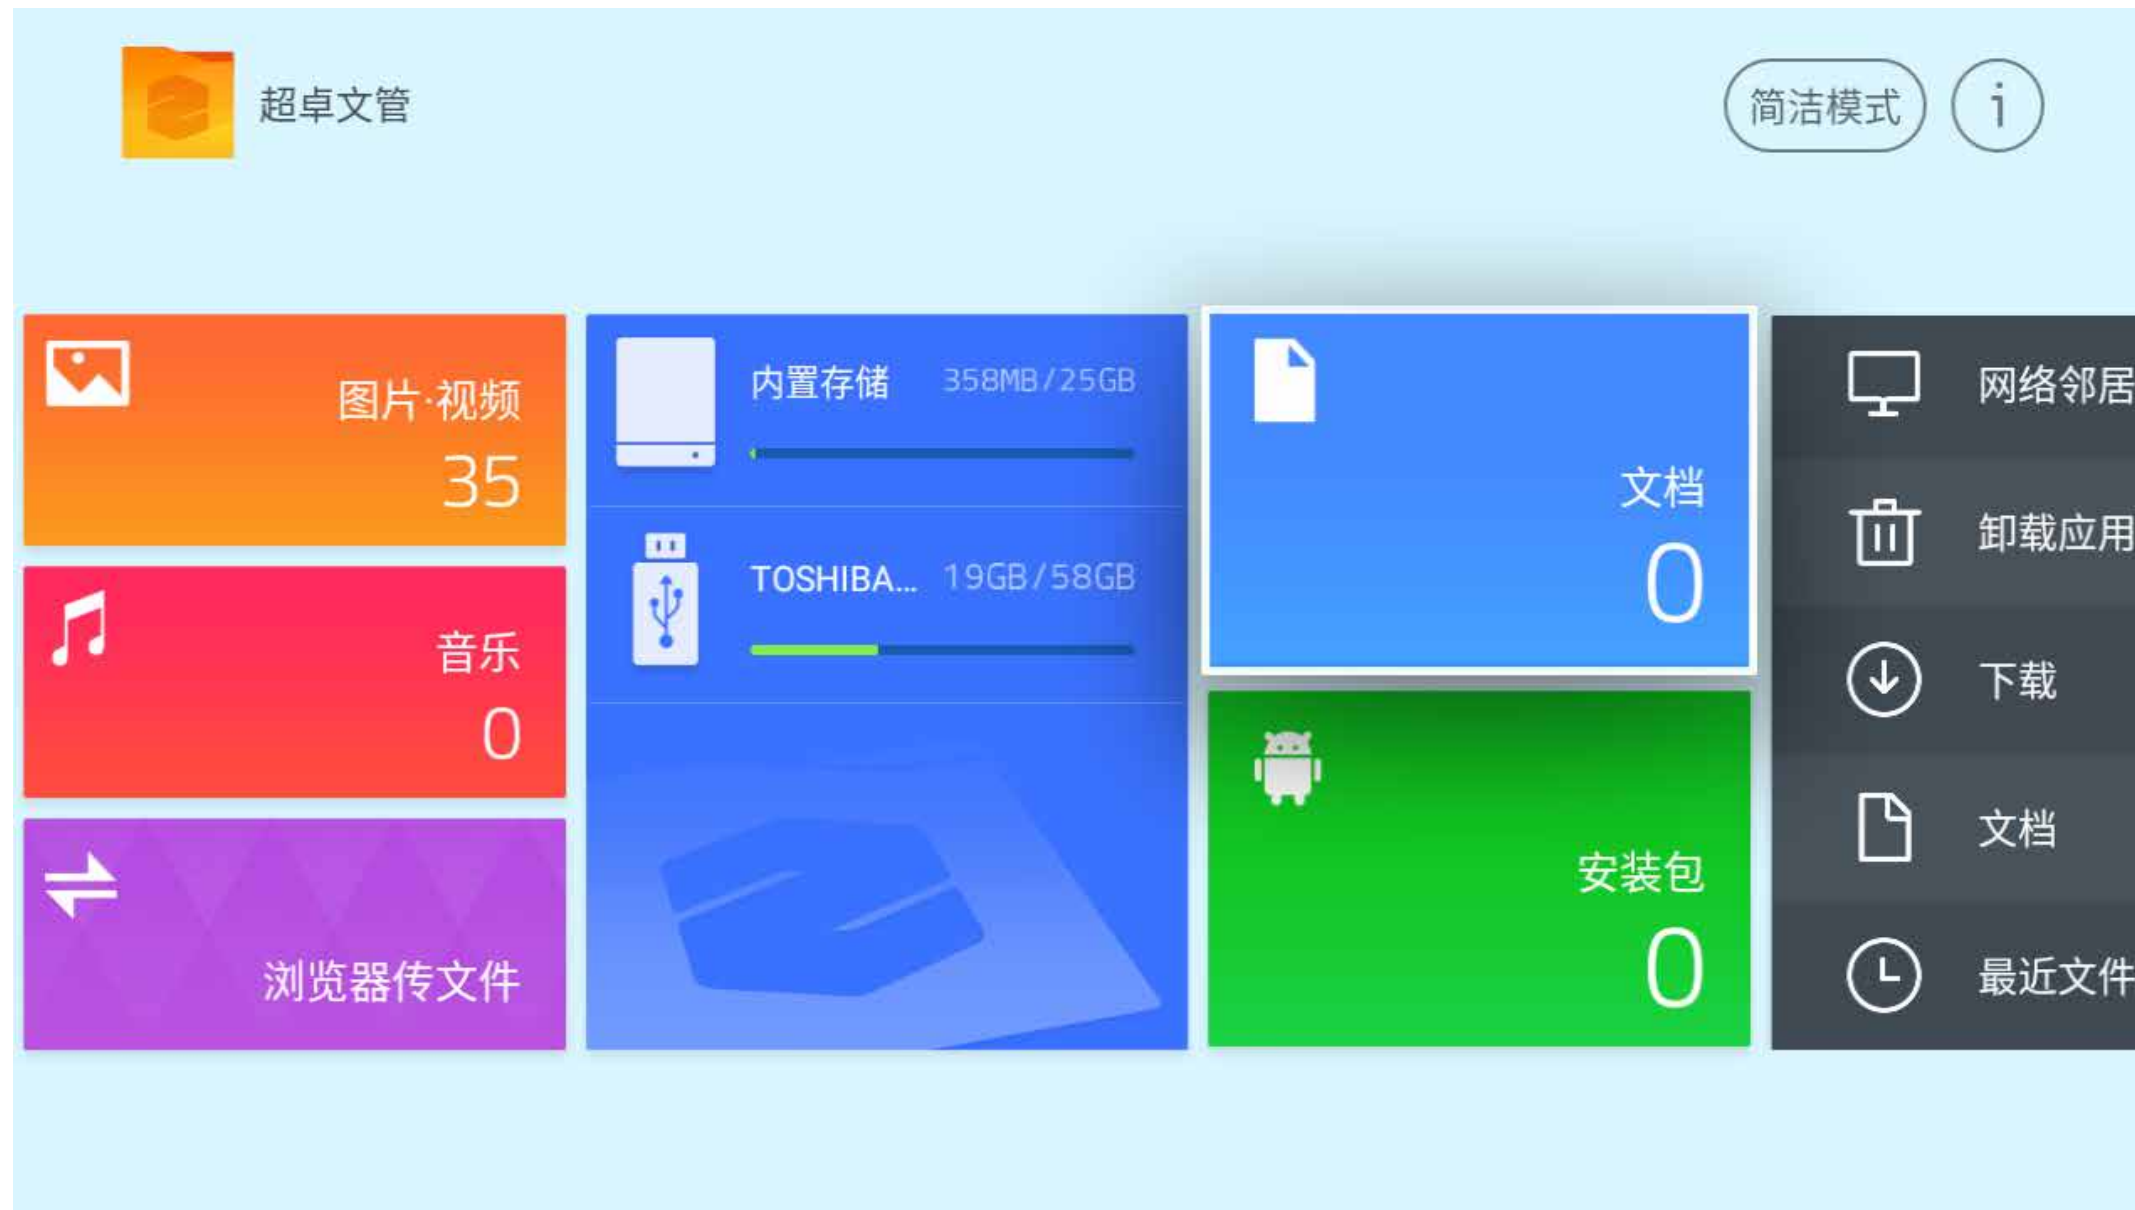 超卓文管
简洁模式
i
图片·视频
35
音乐
0
浏览器传文件
内置存储 358MB/25GB
TOSHIBA... 19GB/58GB
文档
0
安装包
0
网络邻居
卸载应用
下载
文档
最近文件